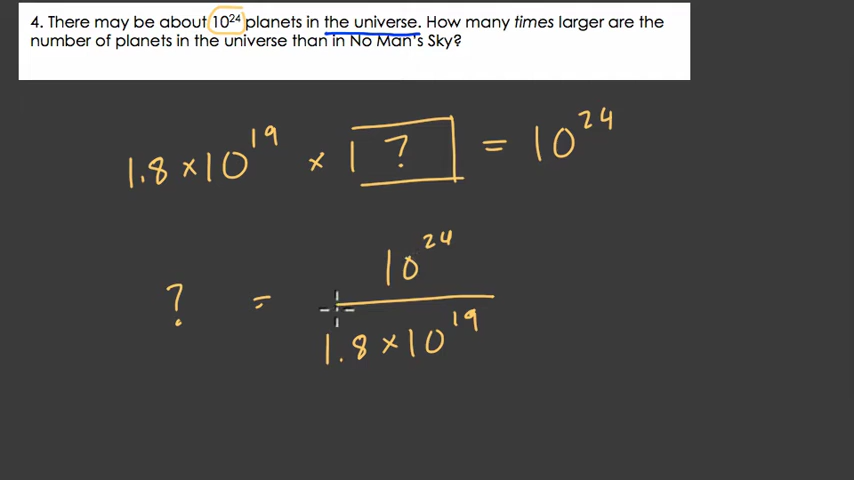 4. There may be about 10²⁴ planets in the universe. How many times larger are the
number of planets in the universe than in No Man's Sky?
1.8 × 10¹⁹ × ? = 10²⁴
? = 10²⁴
1.8 × 10¹⁹